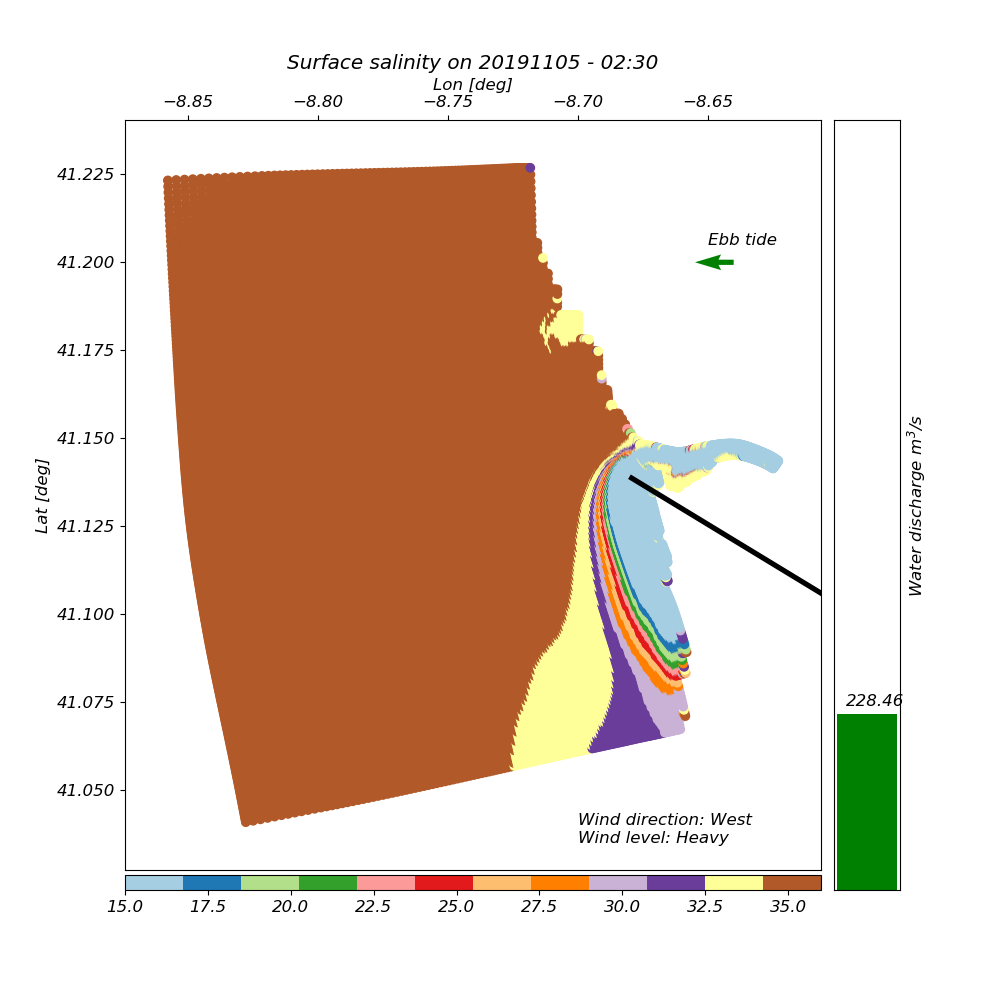 Surface salinity on 20191105 - 02:30
Lon [deg]
−8.85 −8.80 −8.75 −8.70 −8.65
41.225
41.200
41.175
41.150
41.125
41.100
41.075
41.050
Lat [deg]
Ebb tide
Wind direction: West
Wind level: Heavy
15.0 17.5 20.0 22.5 25.0 27.5 30.0 32.5 35.0
228.46
Water discharge m³/s